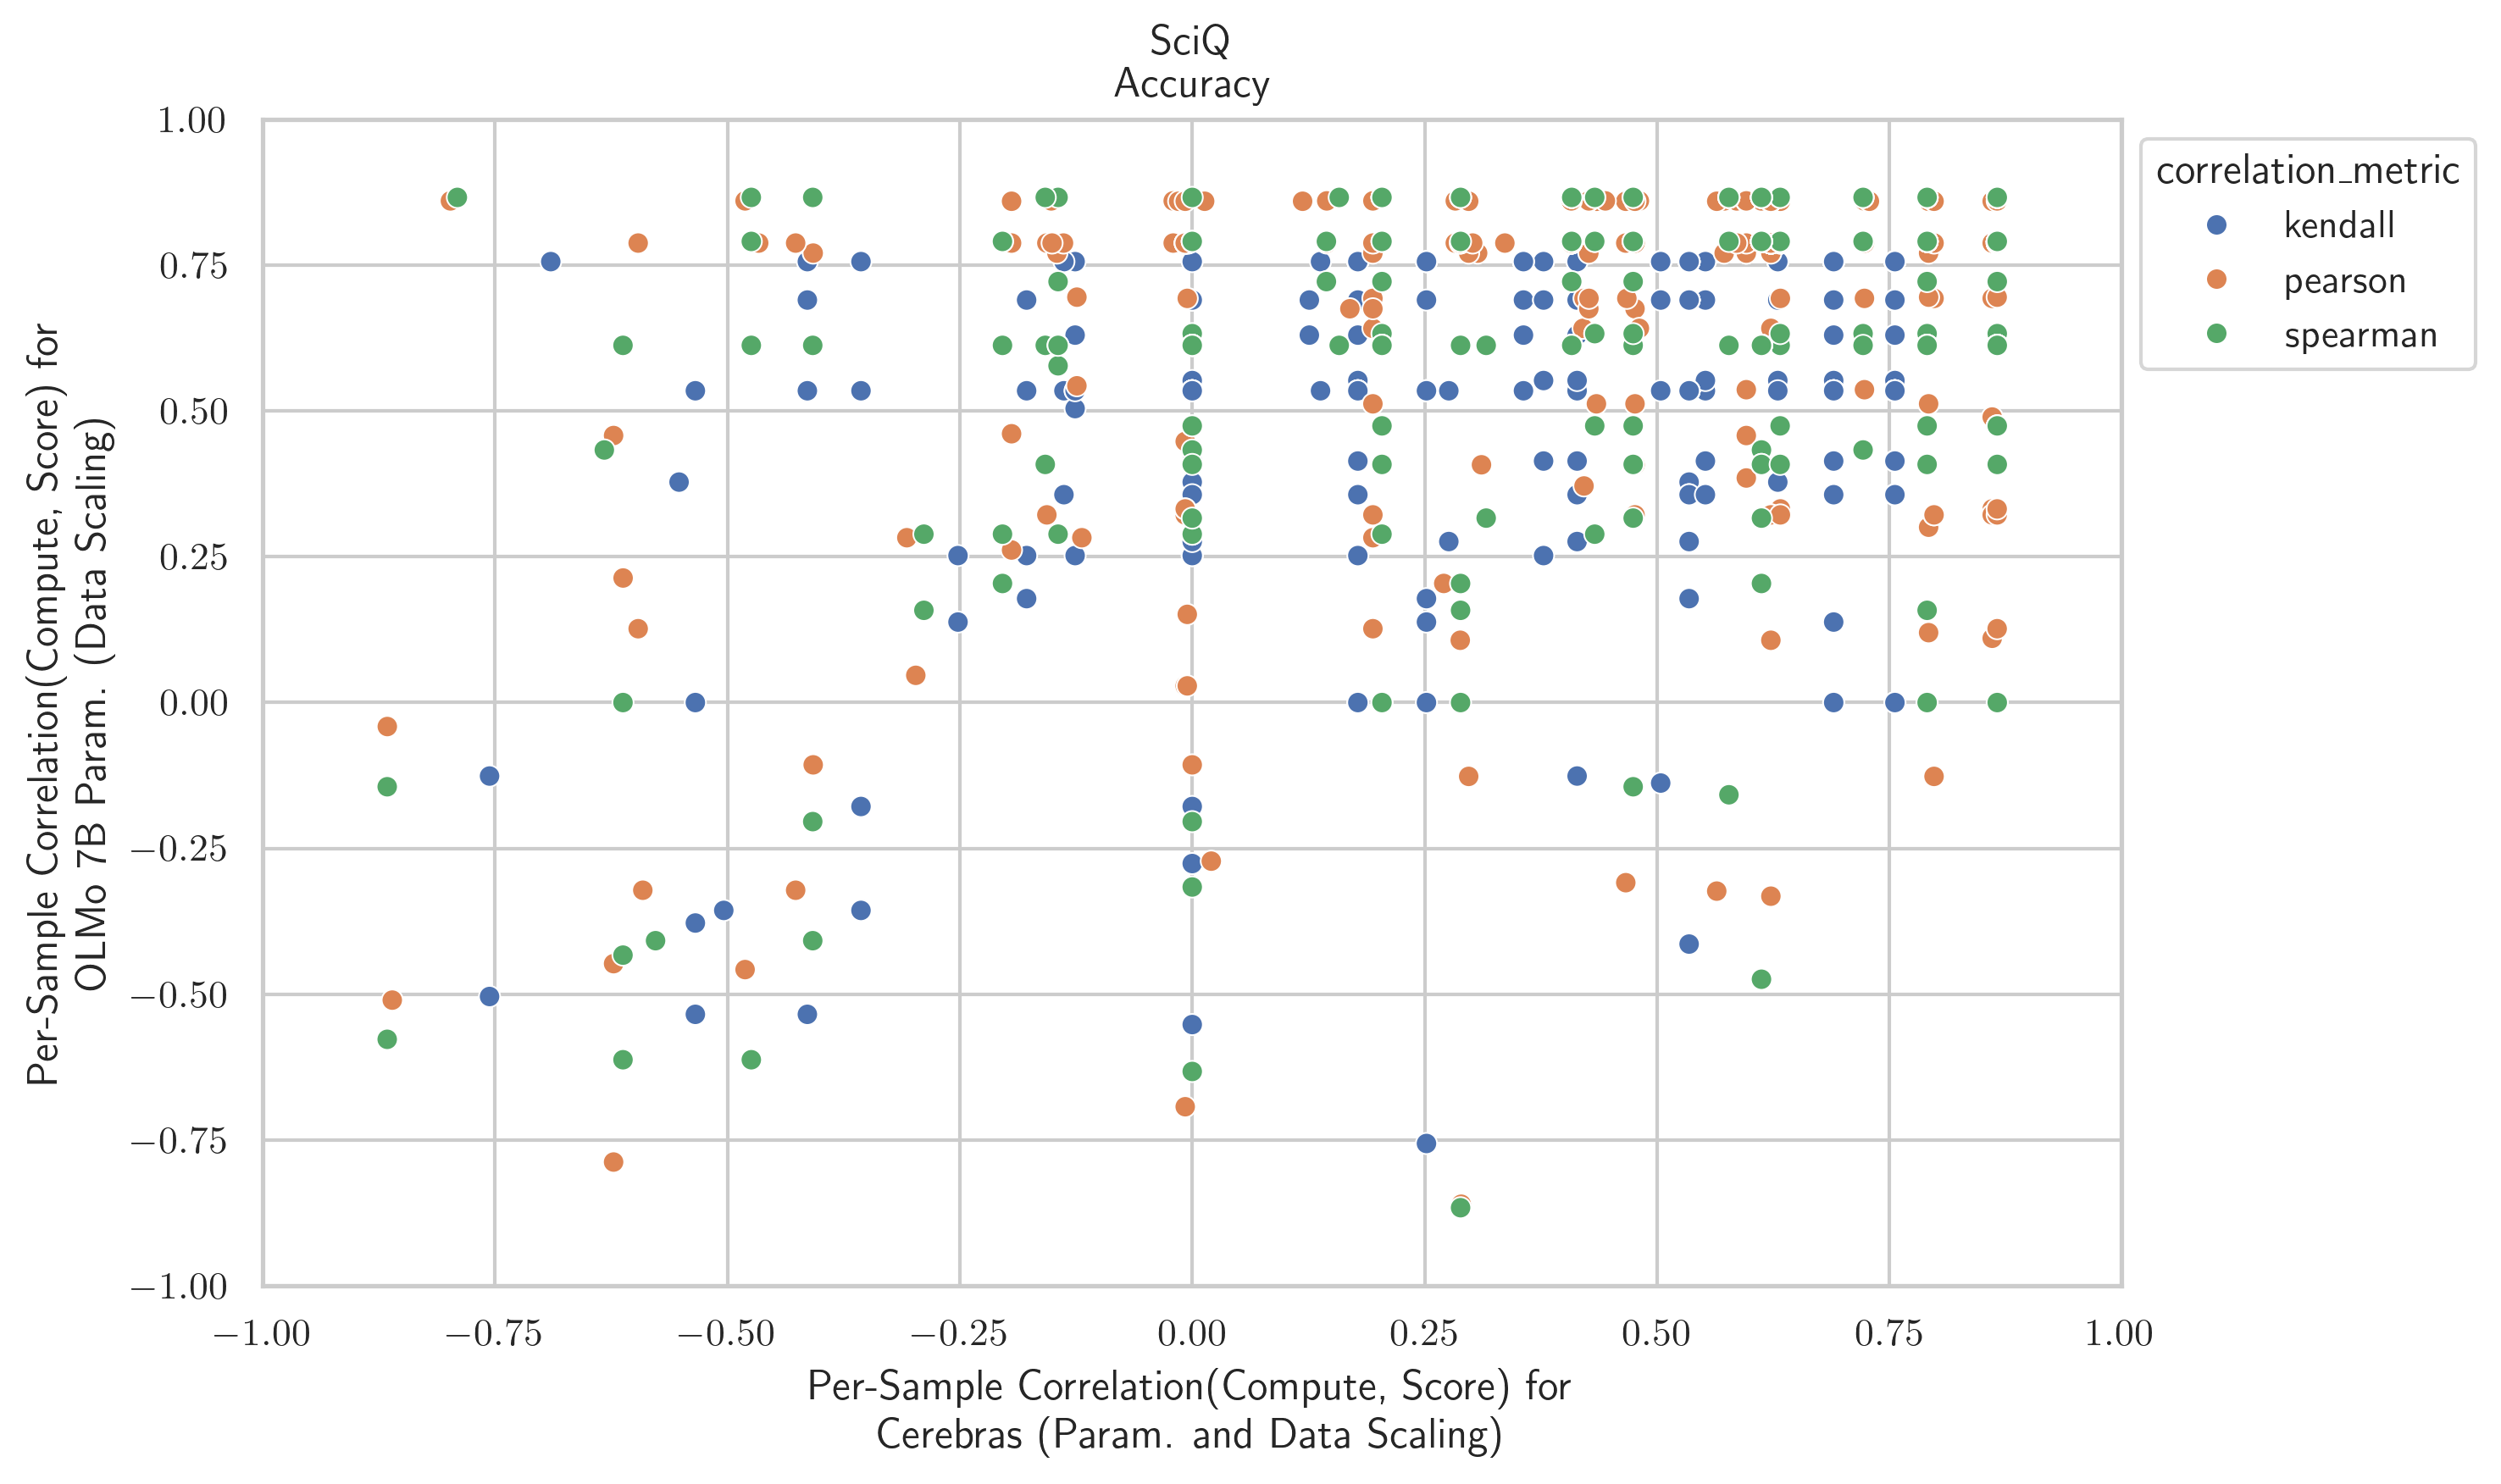 SciQ
Accuracy
1.00
0.75
0.50
0.25
0.00
−0.25
−0.50
−0.75
−1.00
Per-Sample Correlation(Compute, Score) for
OLMo 7B Param. (Data Scaling)
−1.00 −0.75 −0.50 −0.25 0.00 0.25 0.50 0.75 1.00
Per-Sample Correlation(Compute, Score) for
Cerebras (Param. and Data Scaling)
correlation_metric
kendall
pearson
spearman